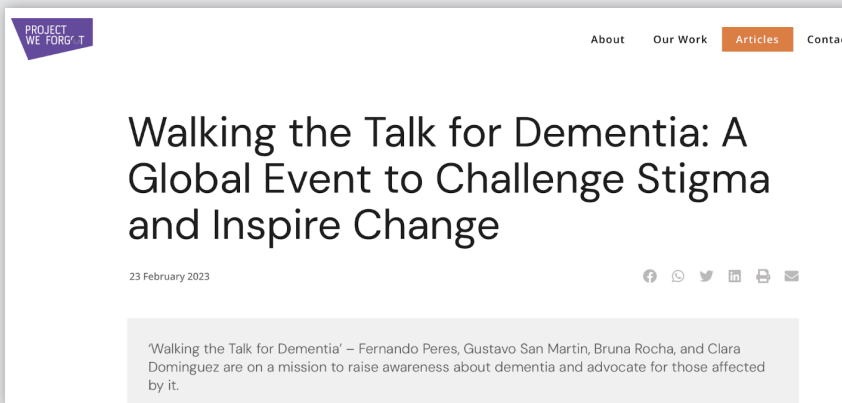 PROJECT
WE FORGOT
About Our Work Articles
Walking the Talk for Dementia: A
Global Event to Challenge Stigma
and Inspire Change
23 February 2023
‘Walking the Talk for Dementia’ – Fernando Peres, Gustavo San Martin, Bruna Rocha, and Clara
Dominguez are on a mission to raise awareness about dementia and advocate for those affected
by it.